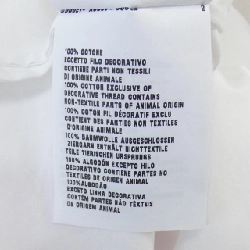 2
100% COTONE
ECCETTO FILO DECORATIVO
CONTIENE PARTI NON TESSILI
DI ORIGINE ANIMALE
100% COTTON EXCLUSIVE OF
DECORATIVE THREAD CONTAINS
NON-TEXTILE PARTS OF ANIMAL ORIGIN
100% COTON FIL DÉCORATIF EXCLU
CONTIENT DES PARTIES NON TEXTILES
D'ORIGINE ANIMALE
100% BAUMWOLLE AUSGESCHLOSSEN
ZIERGARN ENTHÄLT NICHTTEXTILE
TEILE TIERISCHEN URSPRUNGS
100% ALGODÓN EXCEPTO HILO
DECORATIVO CONTIENE PARTES NO
TEXTILES DE ORIGEN ANIMAL
100%ALGODÃO
EXCETO LINHA DECORATIVA
CONTÉM PARTES NÃO TÊXTEIS
DE ORIGEM ANIMAL